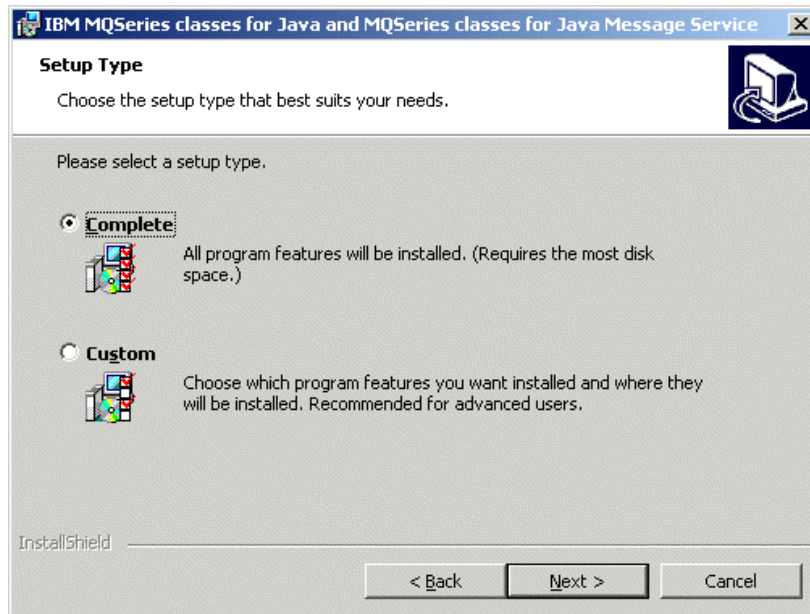 IBM MQSeries classes for Java and MQSeries classes for Java Message Service
Setup Type
Choose the setup type that best suits your needs.
Please select a setup type.
Complete
All program features will be installed. (Requires the most disk
space.)
Custom
Choose which program features you want installed and where they
will be installed. Recommended for advanced users.
InstallShield
< Back
Next >
Cancel